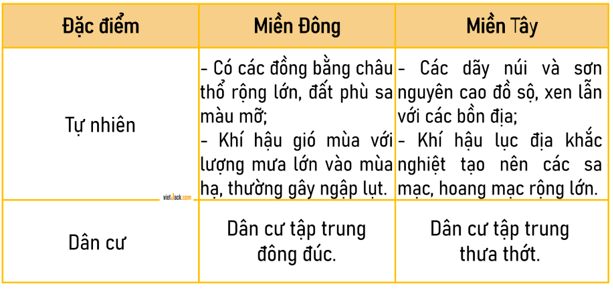 Đặc điểm
Miền Đông
Miền Tây
Tự nhiên
- Có các đồng bằng châu
thổ rộng lớn, đất phù sa
màu mỡ;
- Khí hậu gió mùa với
lượng mưa lớn vào mùa
hạ, thường gây ngập lụt.
- Các dãy núi và sơn
nguyên cao đồ sộ, xen lẫn
với các bồn địa;
- Khí hậu lục địa khắc
nghiệt tạo nên các sa
mạc, hoang mạc rộng lớn.
Dân cư
Dân cư tập trung
đông đúc.
Dân cư tập trung
thưa thớt.